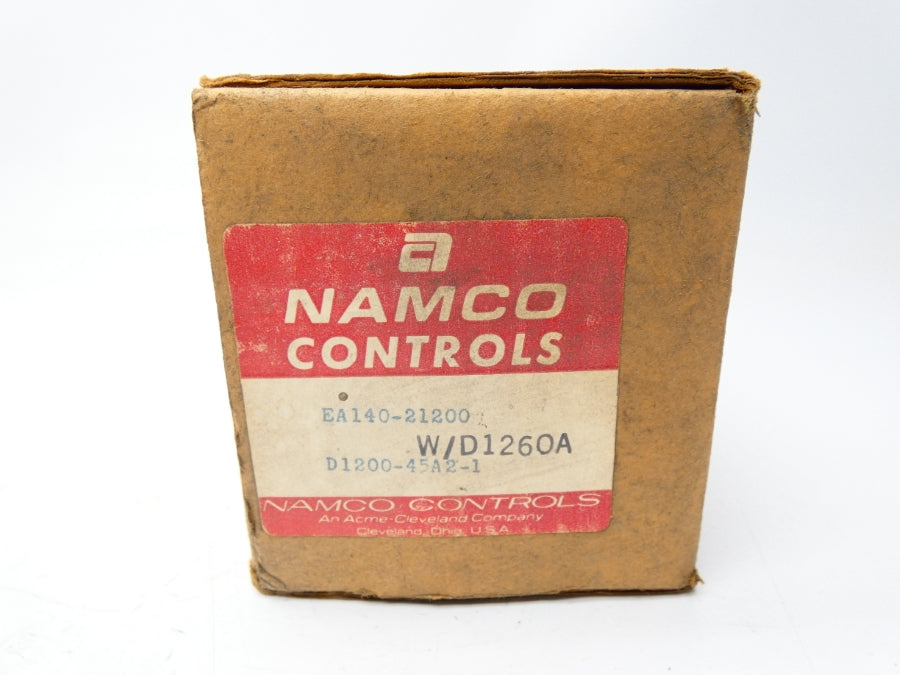 a
NAMCO
CONTROLS
EA140-21200
W/D1260A
D1200-45A2-1
NAMCO CONTROLS
An Acme-Cleveland Company
Cleveland, Ohio, U.S.A.